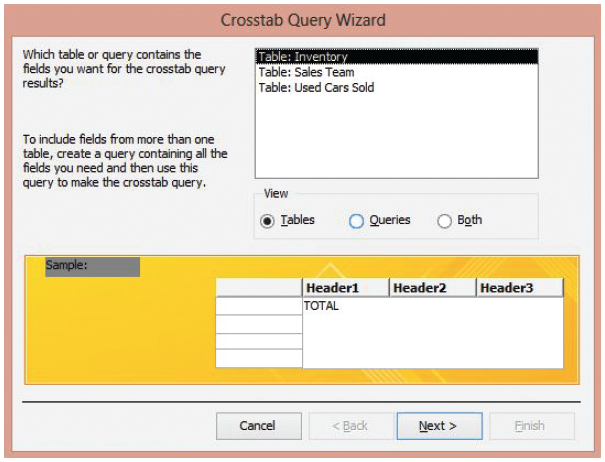 Crosstab Query Wizard
Which table or query contains the
fields you want for the crosstab query
results?
To include fields from more than one
table, create a query containing all the
fields you need and then use this
query to make the crosstab query.
Table: Inventory
Table: Sales Team
Table: Used Cars Sold
View
Tables Queries Both
Sample:
Header1 Header2 Header3
TOTAL
Cancel < Back Next > Finish